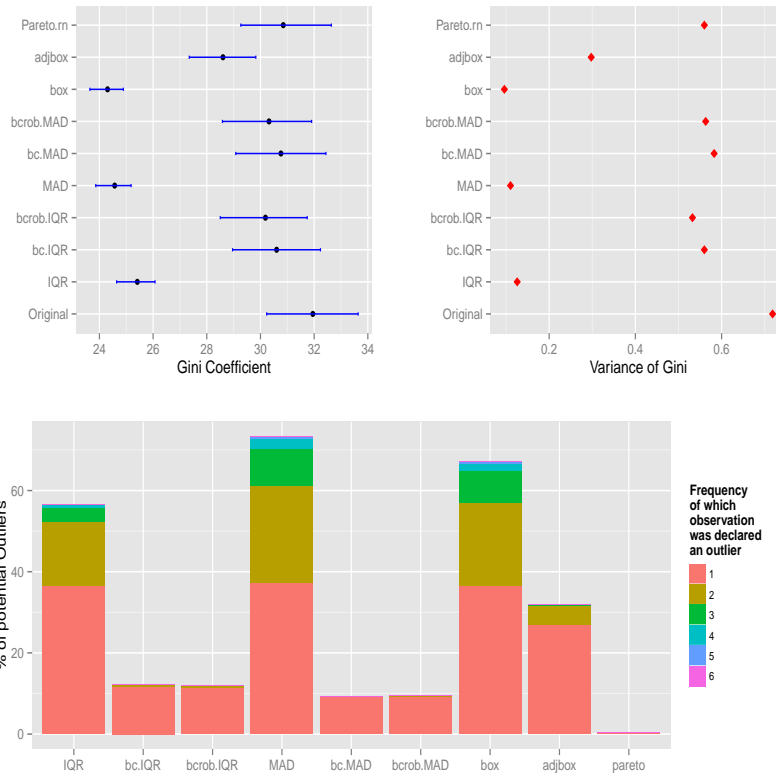 Pareto.rn
adjbox
box
bcrob.MAD
bc.MAD
MAD
bcrob.IQR
bc.IQR
IQR
Original
24 26 28 30 32 34
Gini Coefficient
Pareto.rn
adjbox
box
bcrob.MAD
bc.MAD
MAD
bcrob.IQR
bc.IQR
IQR
Original
0.2 0.4 0.6
Variance of Gini
% of potential Outliers
60
40
20
0
IQR bc.IQR bcrob.IQR MAD bc.MAD bcrob.MAD box adjbox pareto
Frequency
of which
observation
was declared
an outlier
1
2
3
4
5
6